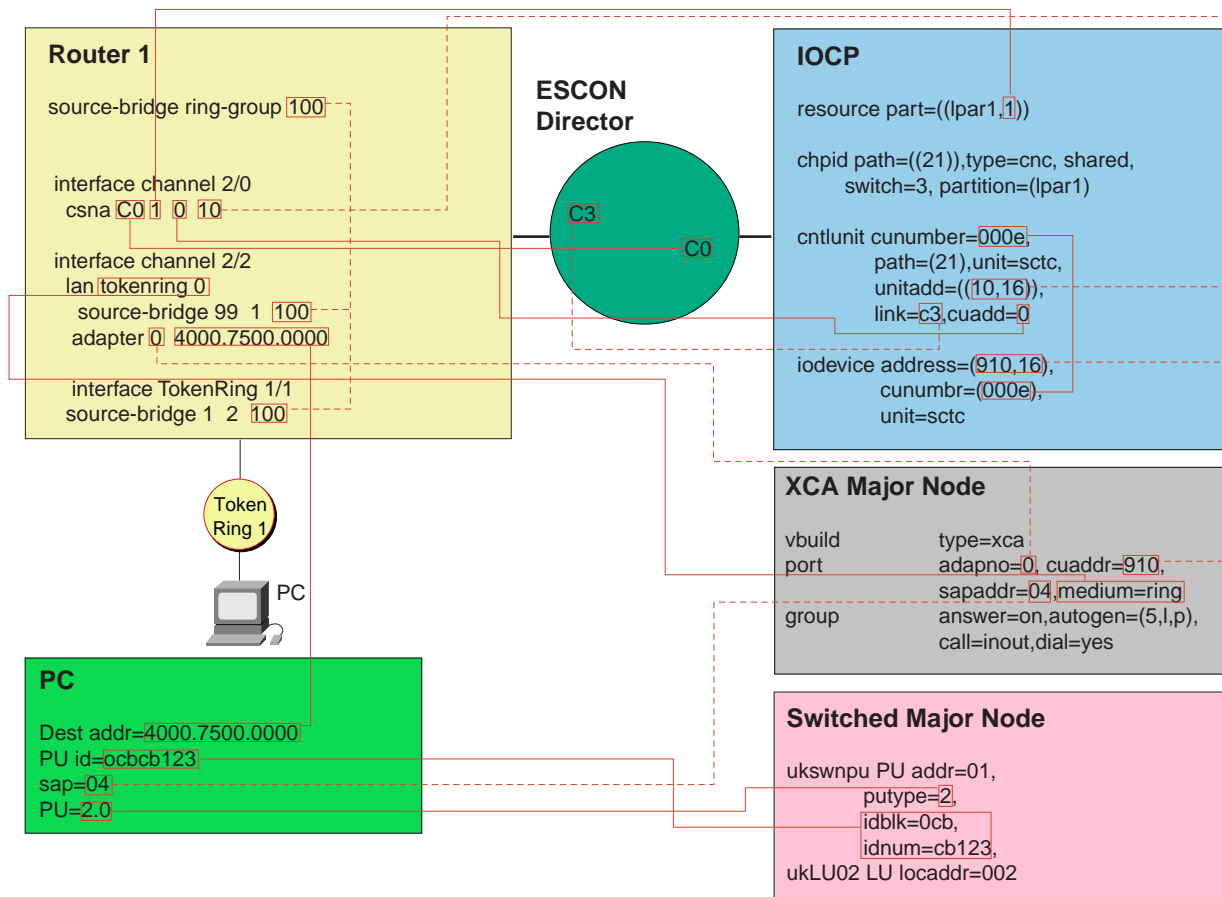 Router 1
source-bridge ring-group 100
interface channel 2/0
csna C0 1 0 10
interface channel 2/2
lan tokenring 0
source-bridge 99 1 100
adapter 0 4000.7500.0000
interface TokenRing 1/1
source-bridge 1 2 100
ESCON
Director
C3
C0
IOCP
resource part=((lpar1,1))
chpid path=((21)),type=cnc, shared,
switch=3, partition=(lpar1)
cntlunit cunumber=000e,
path=(21),unit=sctc,
unitadd=((10,16)),
link=c3,cuadd=0
iodevice address=(910,16),
cunumbr=(000e),
unit=sctc
Token
Ring 1
PC
XCA Major Node
vbuild type=xca
port adapno=0, cuaddr=910,
sapaddr=04,medium=ring
group answer=on,autogen=(5,l,p),
call=inout,dial=yes
PC
Dest addr=4000.7500.0000
PU id=ocbcb123
sap=04
PU=2.0
Switched Major Node
ukswnpu PU addr=01,
putype=2,
idblk=0cb,
idnum=cb123,
ukLU02 LU locaddr=002